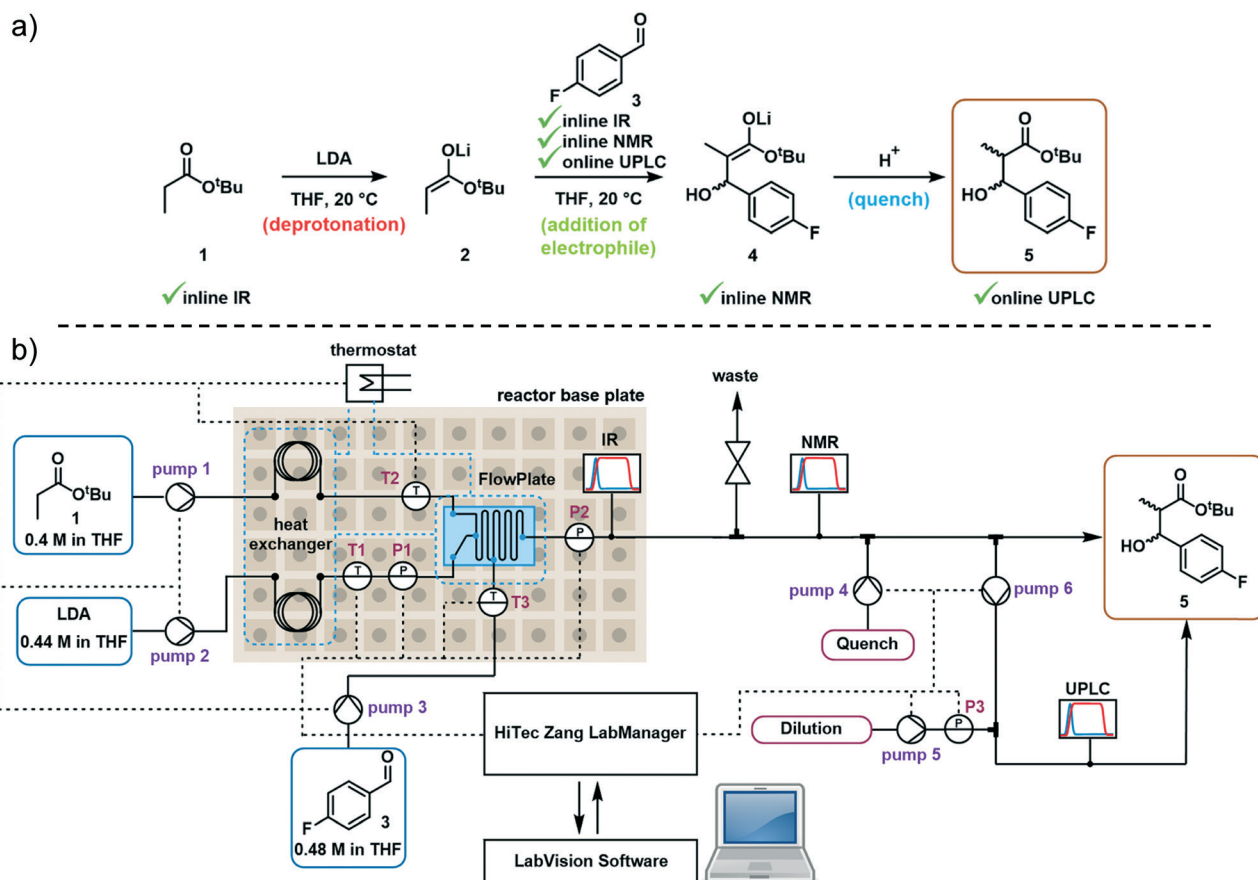 a)
O
F
3
inline IR
inline NMR
online UPLC
O
OᵗBu
1
inline IR
LDA
THF, 20 °C
(deprotonation)
OLi
OᵗBu
2
THF, 20 °C
(addition of
electrophile)
OLi
OᵗBu
HO
F
4
inline NMR
H⁺
(quench)
O
OᵗBu
HO
F
5
online UPLC
b)
thermostat
reactor base plate
waste
IR
NMR
O
OᵗBu
1
0.4 M in THF
pump 1
heat
exchanger
T2
T
FlowPlate
P2
P
T1
T
P1
P
T3
T
LDA
0.44 M in THF
pump 2
pump 3
O
F
3
0.48 M in THF
HiTec Zang LabManager
LabVision Software
pump 4
Quench
pump 6
Dilution
pump 5
P3
P
UPLC
O
OᵗBu
HO
F
5